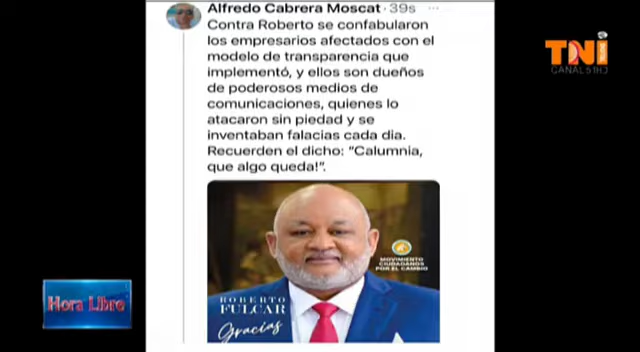 Alfredo Cabrera Moscat · 39s
Contra Roberto se confabularon
los empresarios afectados con el
modelo de transparencia que
implementó, y ellos son dueños
de poderosos medios de
comunicaciones, quienes lo
atacaron sin piedad y se
inventaban falacias cada dia.
Recuerden el dicho: "Calumnia,
que algo queda!".
TNi
Hora Libre
MOVIMIENTO
CIUDADANOS
POR EL CAMBIO
ROBERTO
FULCAR
Gracias